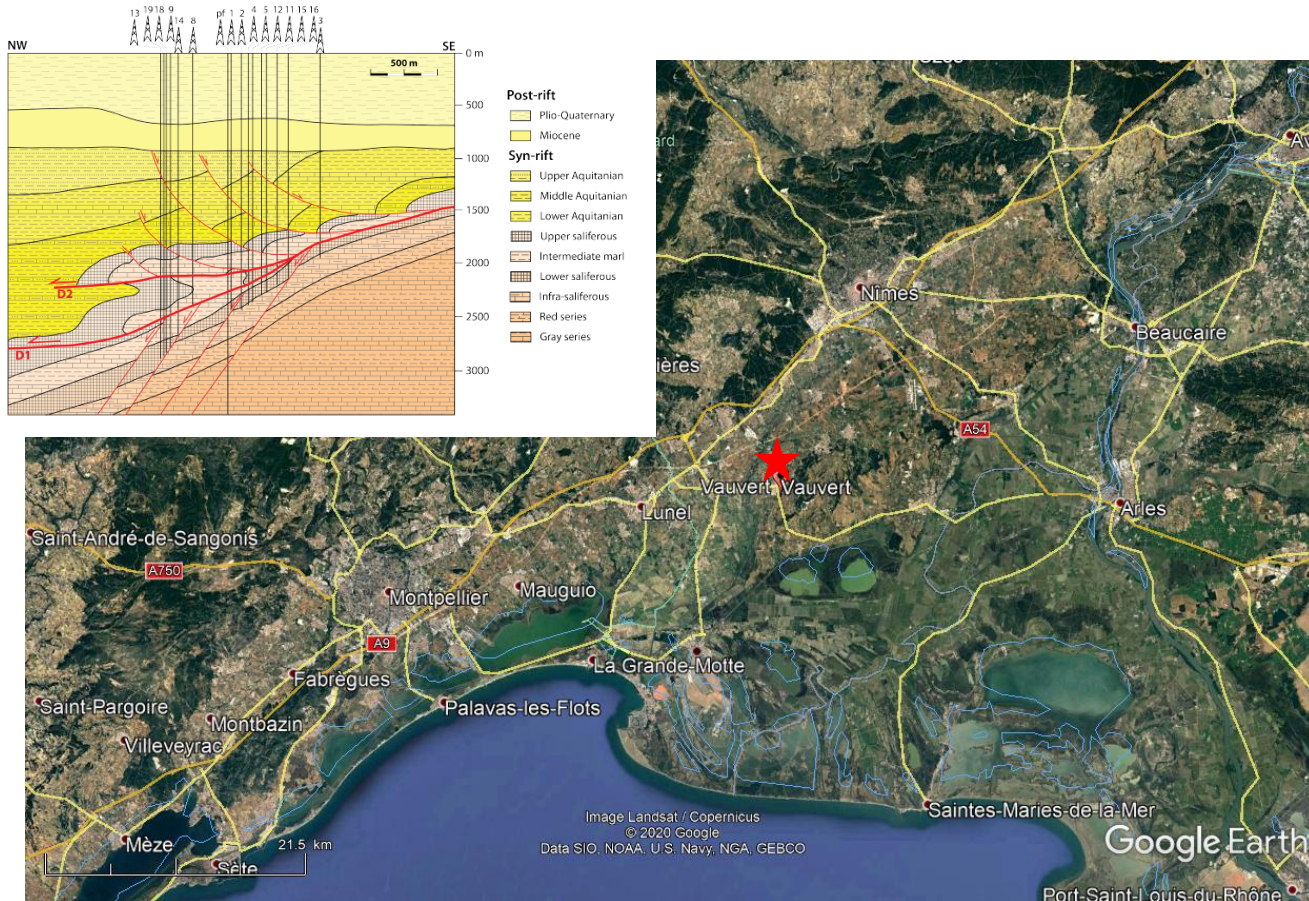 13 19 18 9 14 8 pf 1 2 4 5 12 11 15 16 3
NW
SE
0 m
500 m
500
1000
1500
2000
2500
3000
D2
D1
Post-rift
Plio-Quaternary
Miocene
Syn-rift
Upper Aquitanian
Middle Aquitanian
Lower Aquitanian
Upper saliferous
Intermediate marl
Lower saliferous
Infra-saliferous
Red series
Gray series
ard
Av
Nîmes
Beaucaire
ières
A54
Vauvert
Vauvert
Lunel
Arles
Saint-André-de-Sangonis
A750
Montpellier
Mauguio
A9
La Grande-Motte
Fabrègues
Saint-Pargoire
Montbazin
Palavas-les-Flots
Villeveyrac
Saintes-Maries-de-la-Mer
Image Landsat / Copernicus
© 2020 Google
Data SIO, NOAA, U.S. Navy, NGA, GEBCO
Google Earth
Mèze
21.5 km
Sète
Port-Saint-Louis-du-Rhône